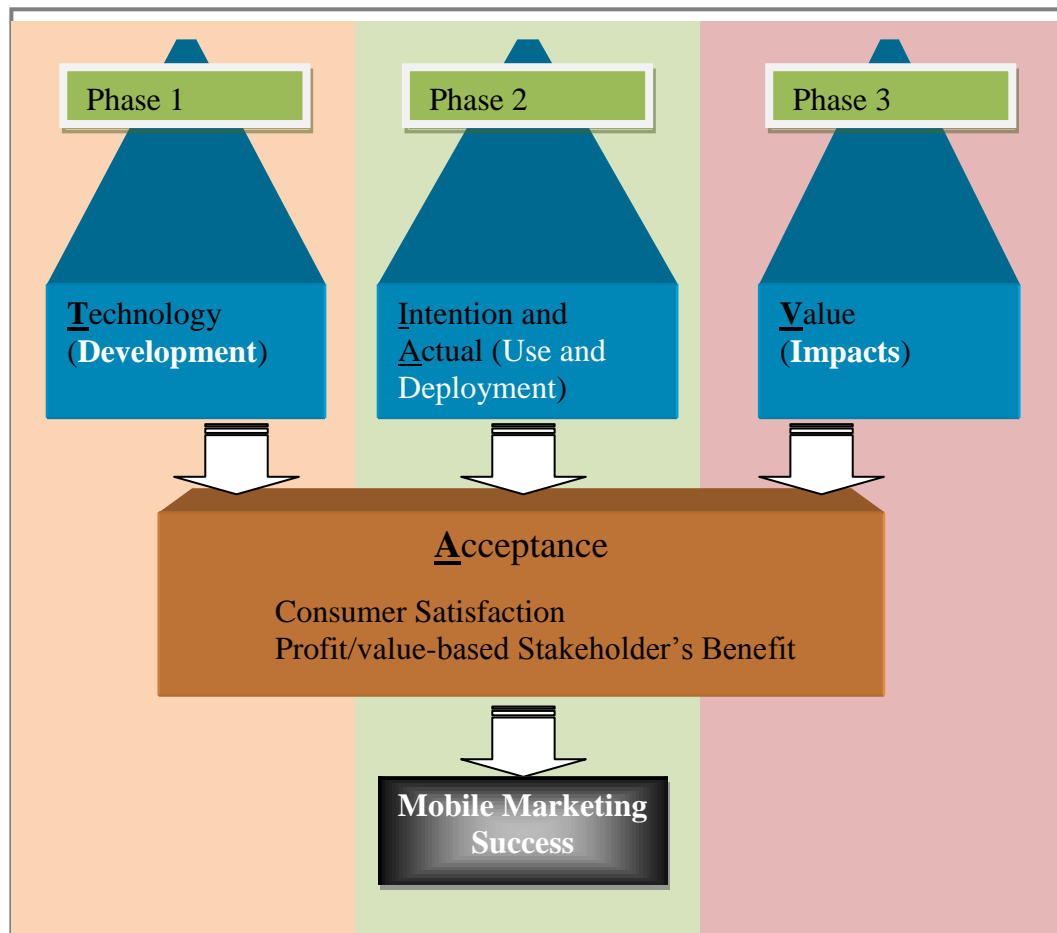 Phase 1
Phase 2
Phase 3
Technology
(Development)
Intention and
Actual (Use and
Deployment)
Value
(Impacts)
Acceptance
Consumer Satisfaction
Profit/value-based Stakeholder’s Benefit
Mobile Marketing
Success